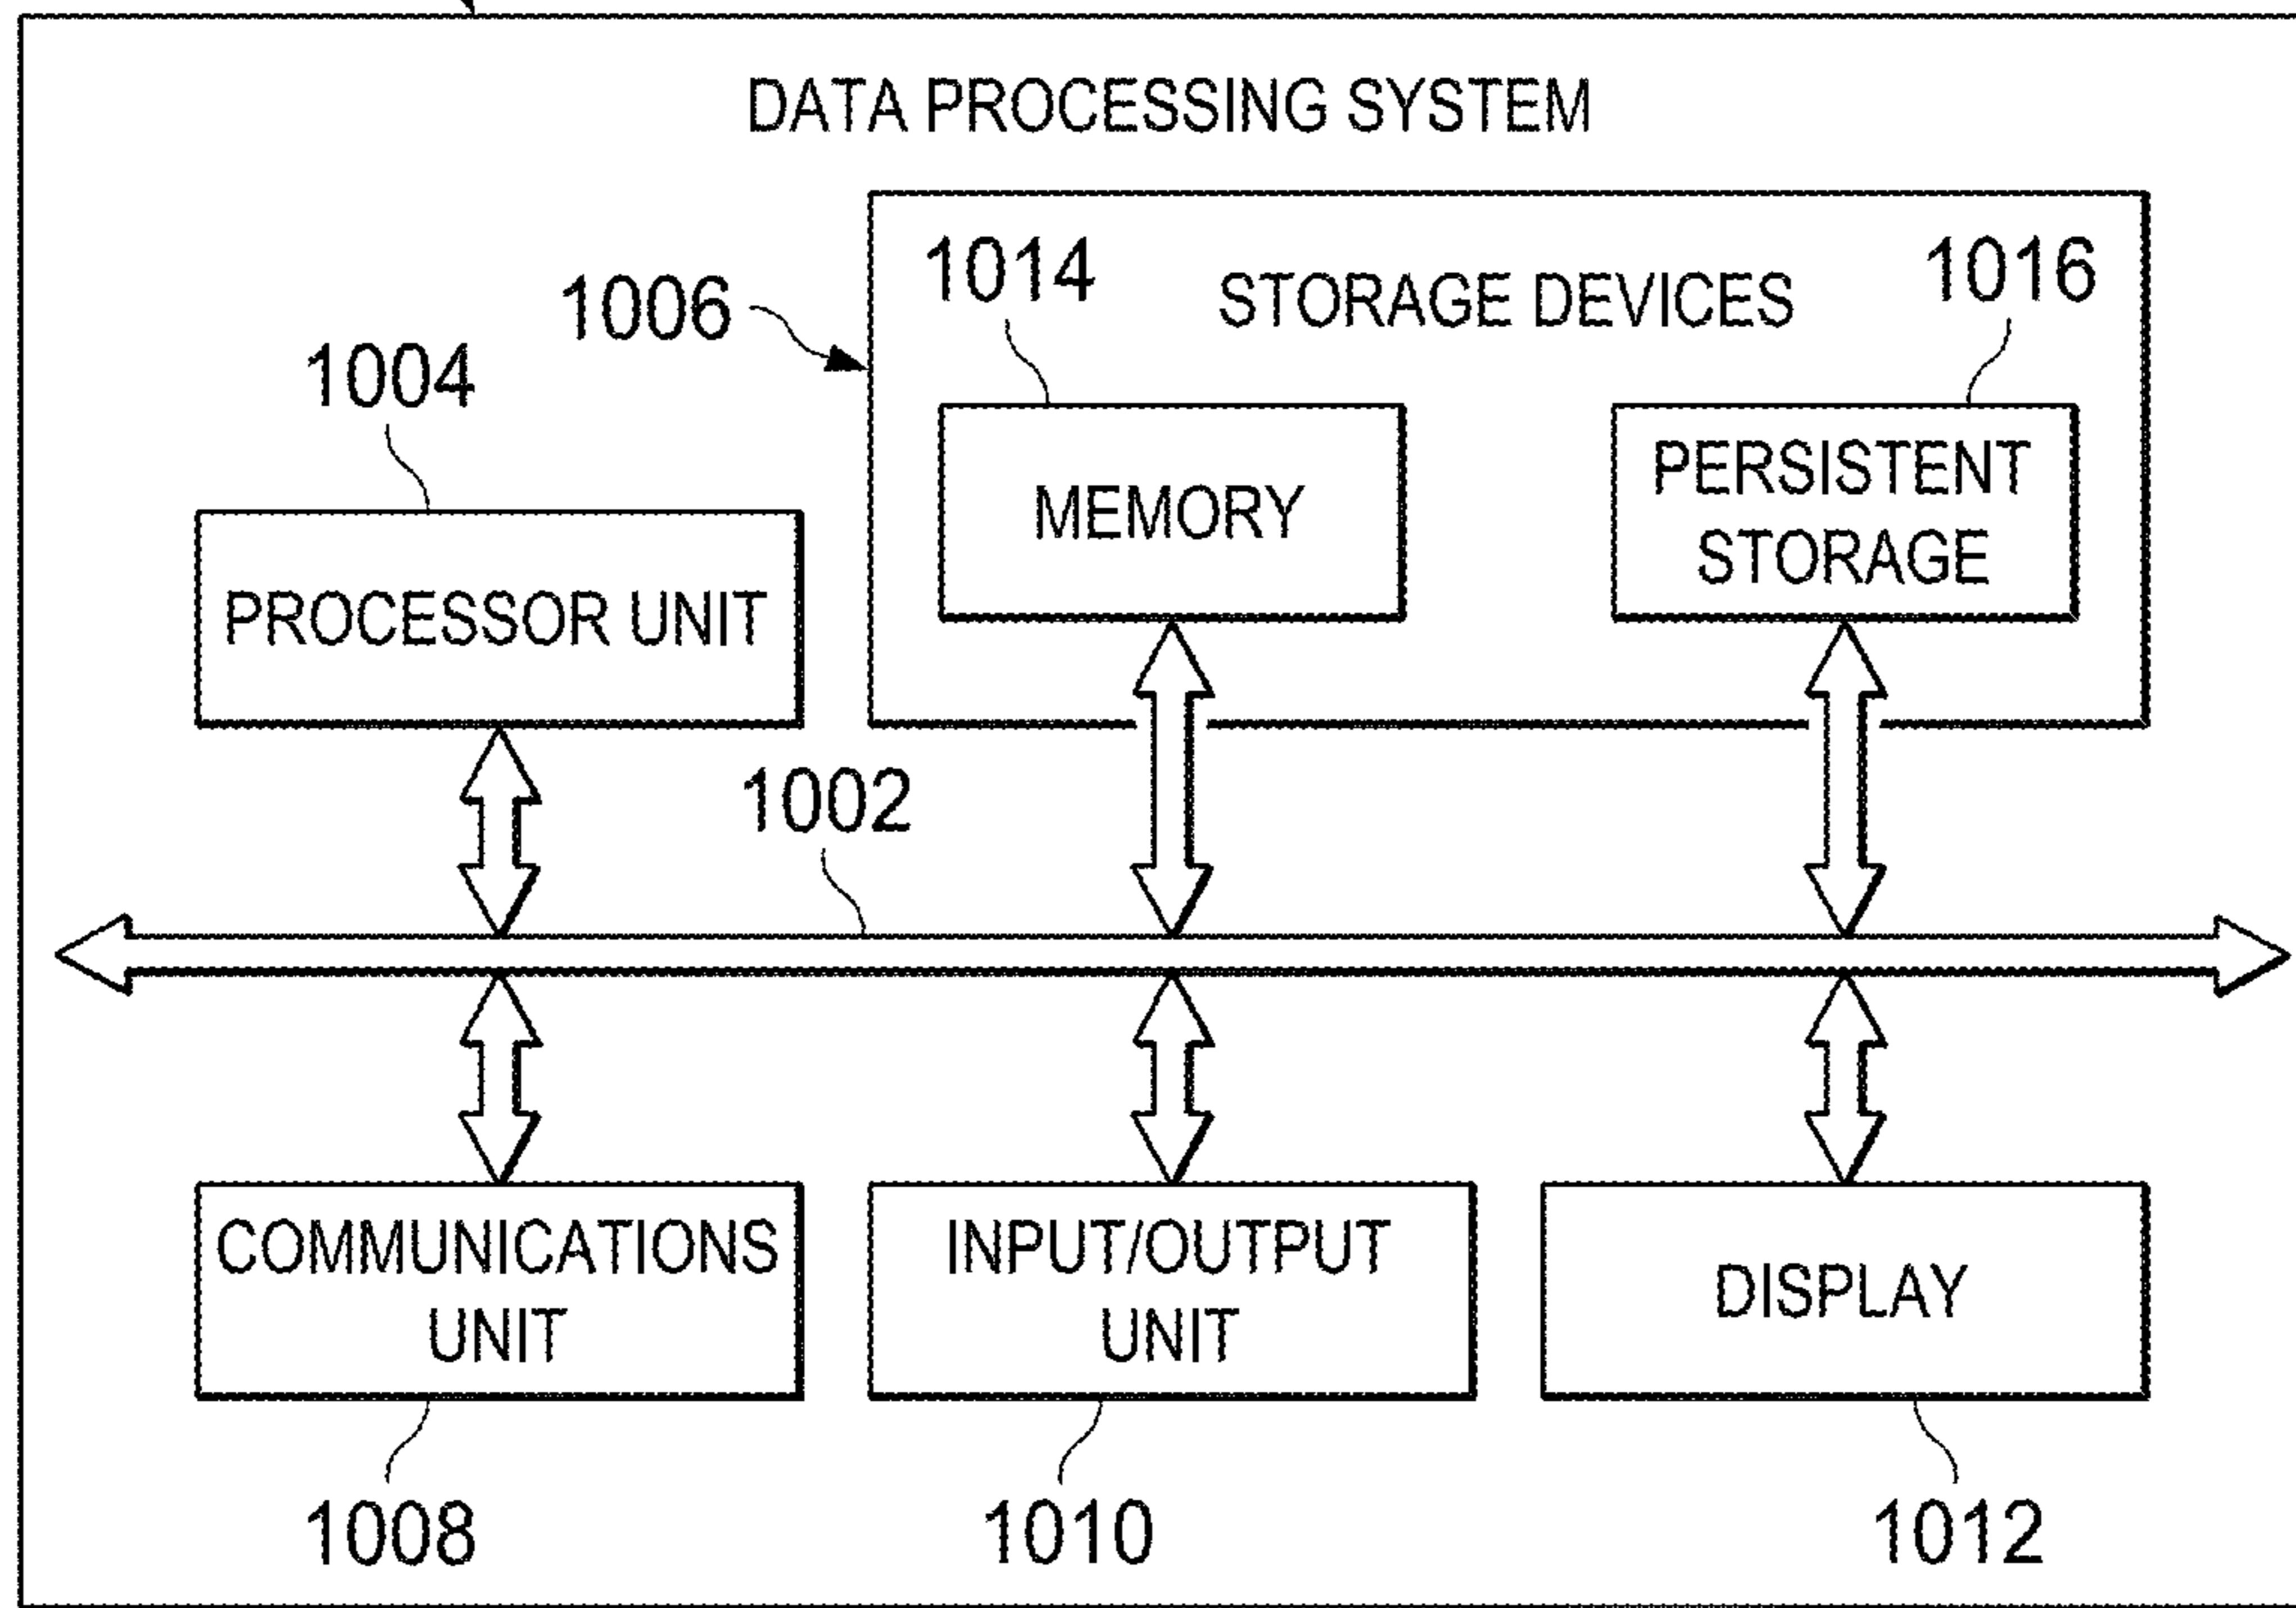 DATA PROCESSING SYSTEM
1006
1014
STORAGE DEVICES
1016
1004
MEMORY
PERSISTENT
STORAGE
PROCESSOR UNIT
1002
COMMUNICATIONS
UNIT
INPUT/OUTPUT
UNIT
DISPLAY
1008
1010
1012